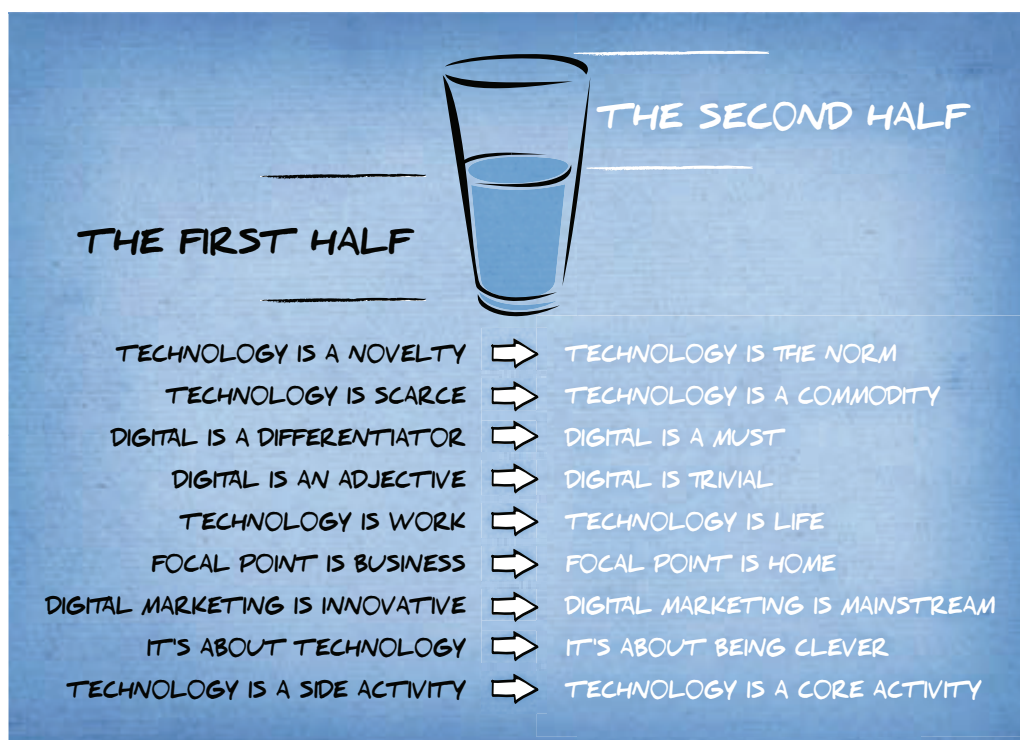 THE SECOND HALF
THE FIRST HALF
TECHNOLOGY IS A NOVELTY TECHNOLOGY IS THE NORM
TECHNOLOGY IS SCARCE TECHNOLOGY IS A COMMODITY
DIGITAL IS A DIFFERENTIATOR DIGITAL IS A MUST
DIGITAL IS AN ADJECTIVE DIGITAL IS TRIVIAL
TECHNOLOGY IS WORK TECHNOLOGY IS LIFE
FOCAL POINT IS BUSINESS FOCAL POINT IS HOME
DIGITAL MARKETING IS INNOVATIVE DIGITAL MARKETING IS MAINSTREAM
IT'S ABOUT TECHNOLOGY IT'S ABOUT BEING CLEVER
TECHNOLOGY IS A SIDE ACTIVITY TECHNOLOGY IS A CORE ACTIVITY